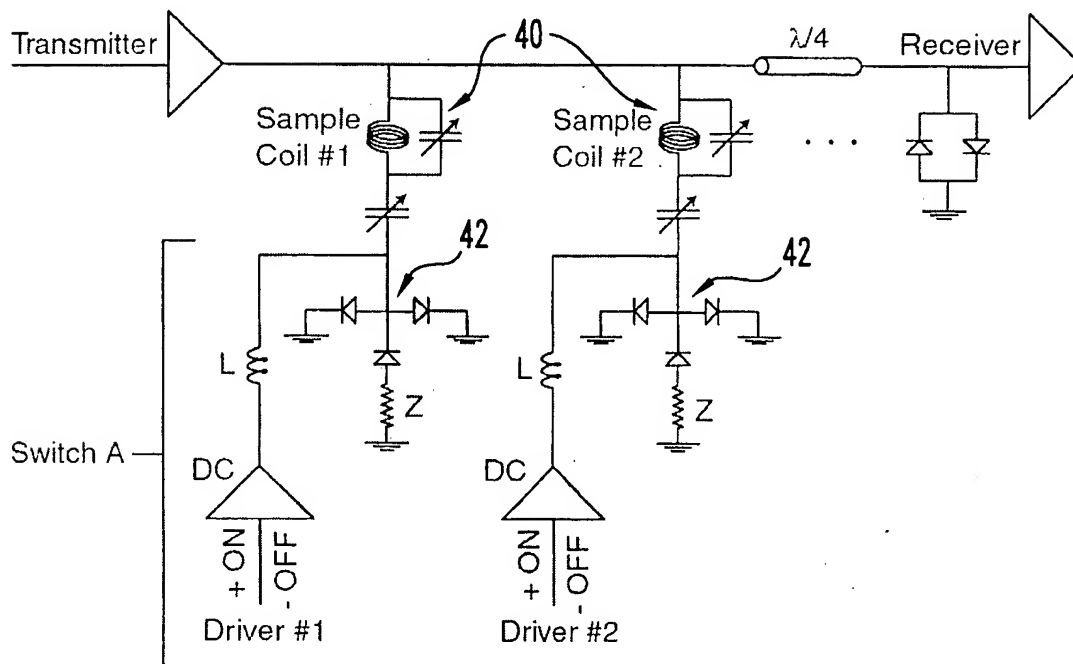 Transmitter
40
λ/4
Receiver
Sample
Coil #1
Sample
Coil #2
. . .
42
42
L
Z
L
Z
Switch A
DC
DC
+ ON
- OFF
+ ON
- OFF
Driver #1
Driver #2